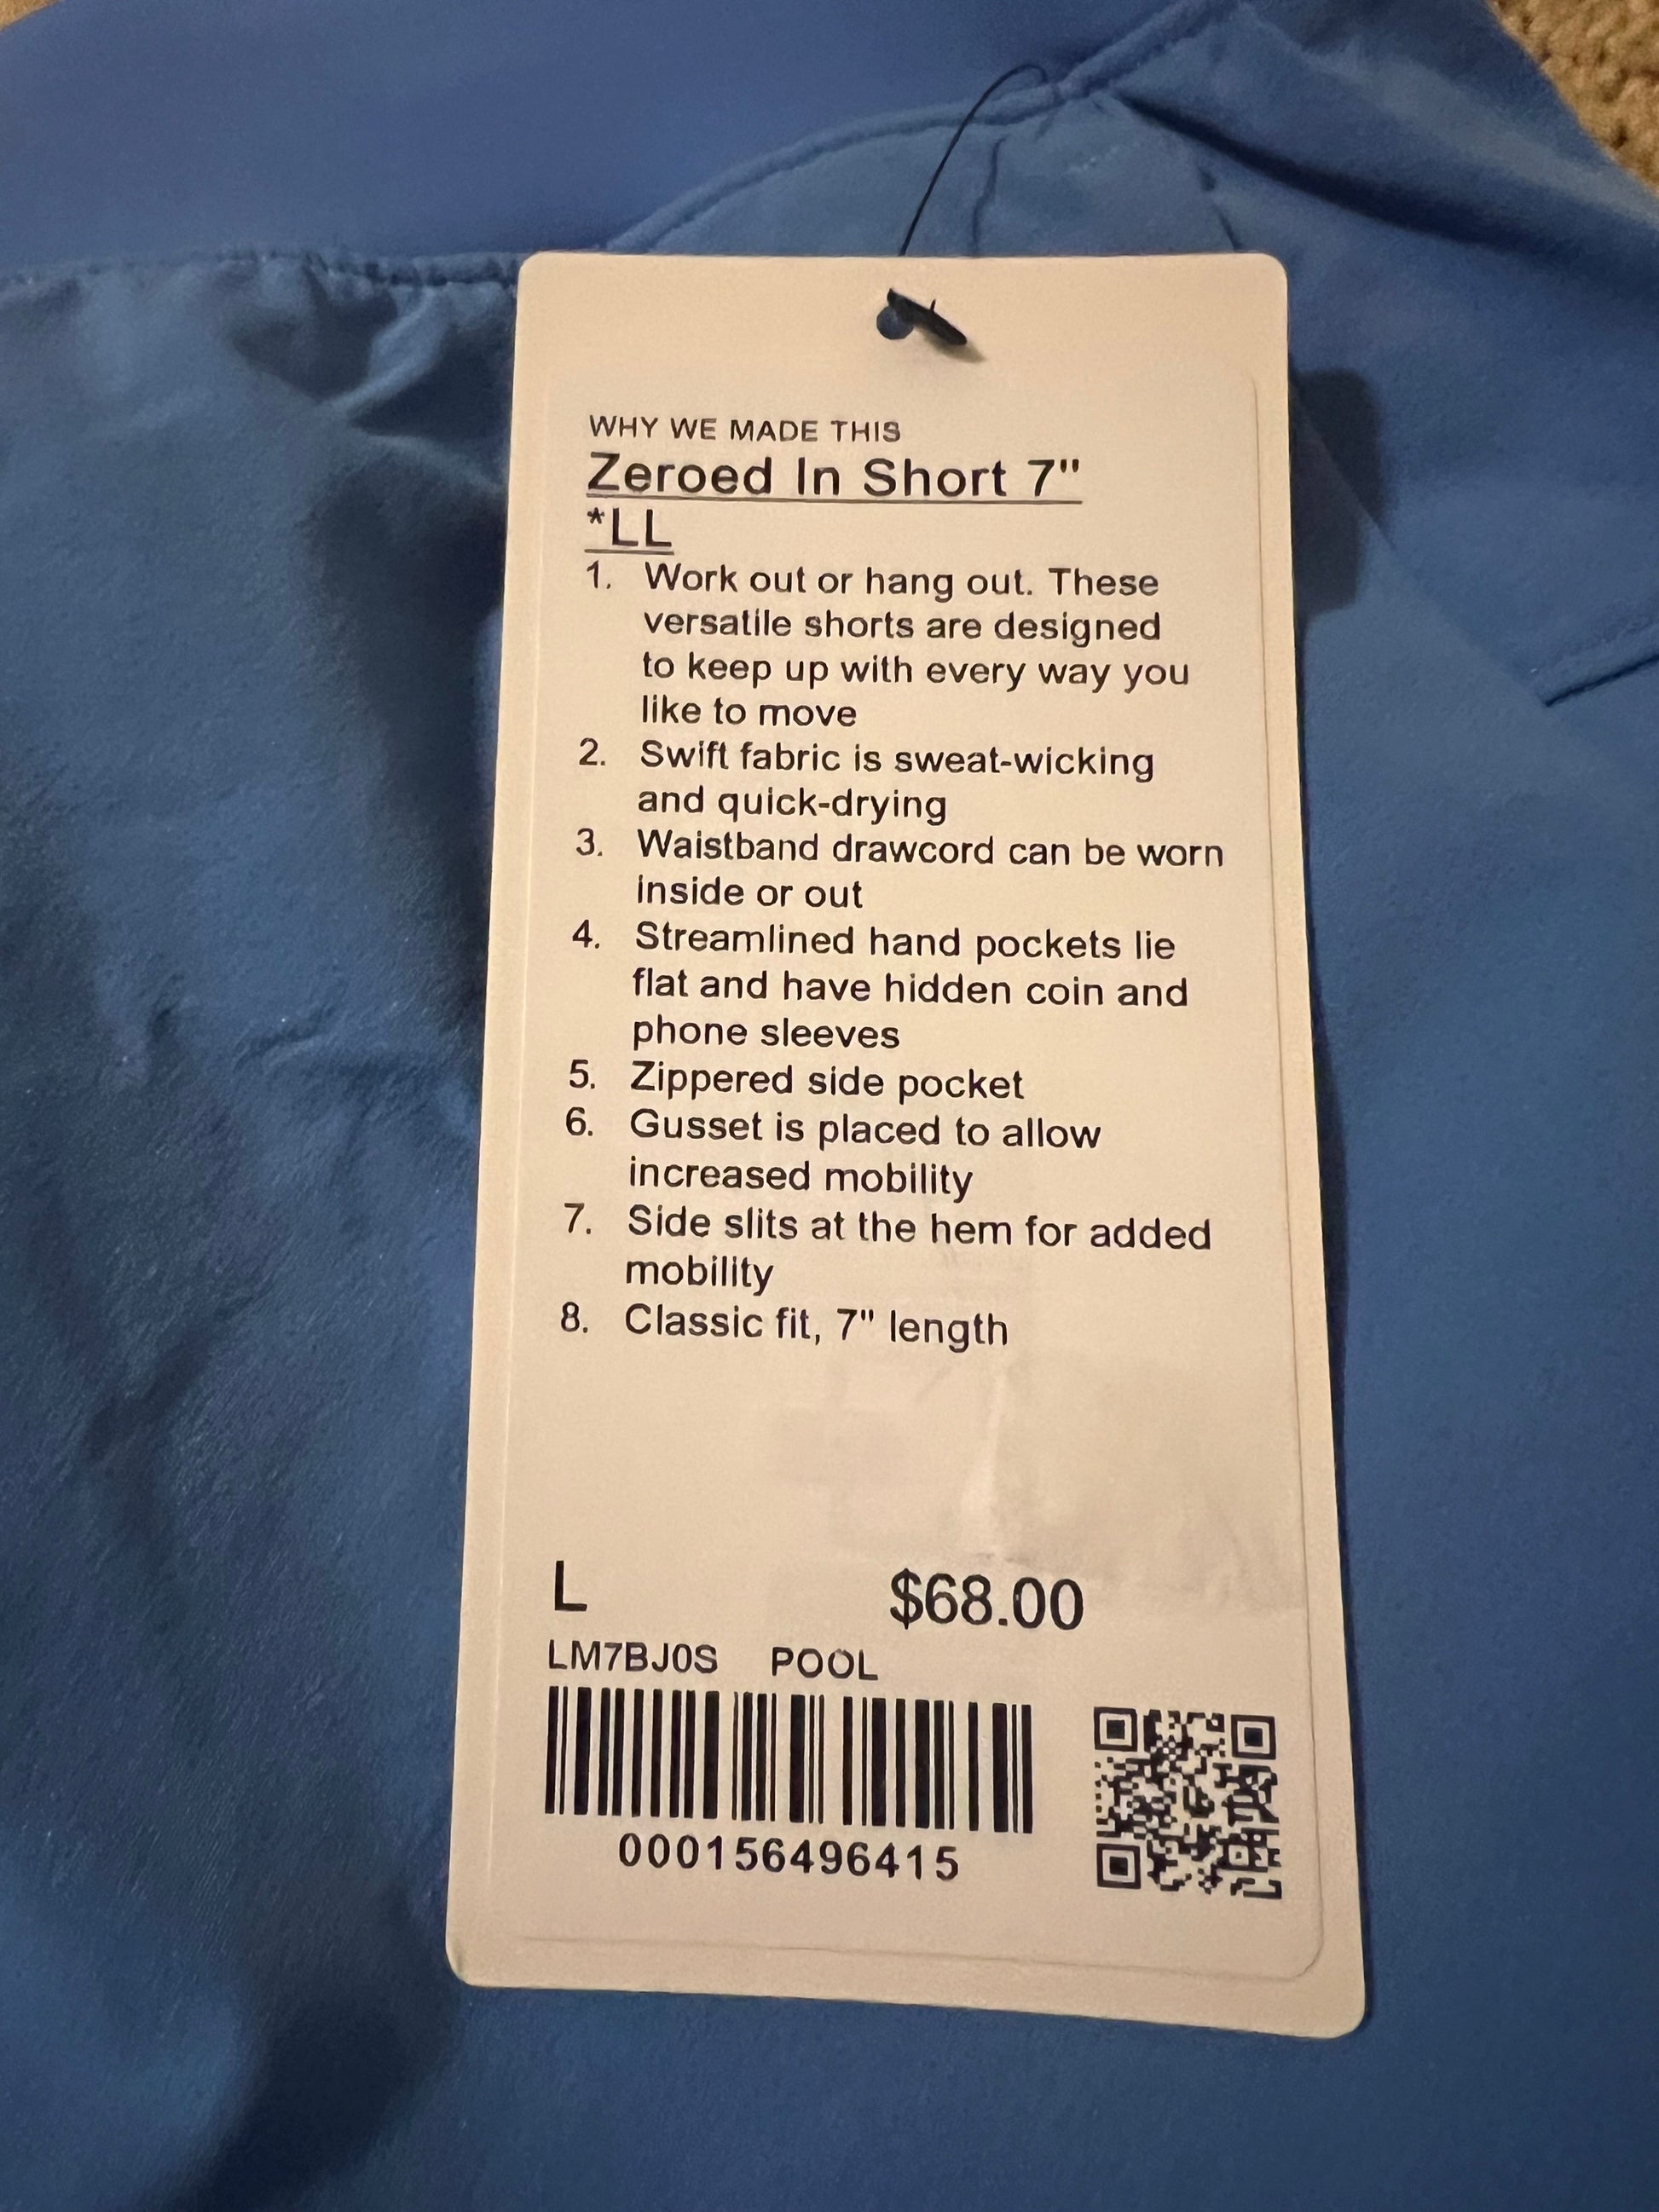 WHY WE MADE THIS
Zeroed In Short 7"
*LL
1. Work out or hang out. These
versatile shorts are designed
to keep up with every way you
like to move
2. Swift fabric is sweat-wicking
and quick-drying
3. Waistband drawcord can be worn
inside or out
4. Streamlined hand pockets lie
flat and have hidden coin and
phone sleeves
5. Zippered side pocket
6. Gusset is placed to allow
increased mobility
7. Side slits at the hem for added
mobility
8. Classic fit, 7" length
L $68.00
LM7BJ0S POOL
000156496415